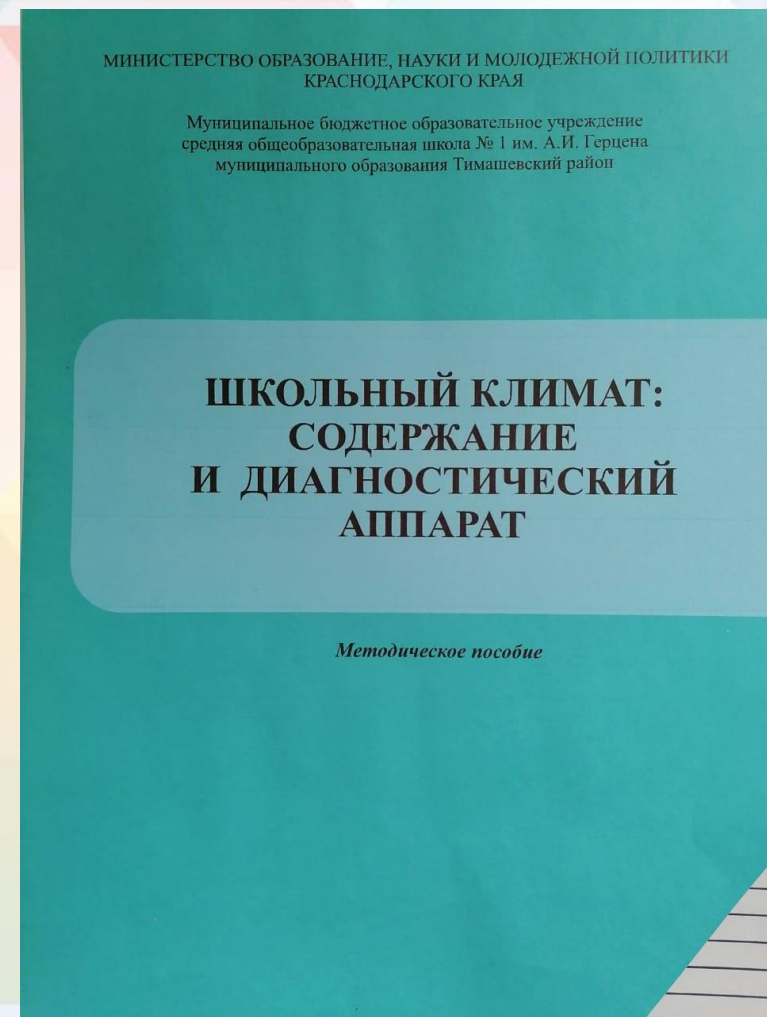 МИНИСТЕРСТВО ОБРАЗОВАНИЕ, НАУКИ И МОЛОДЕЖНОЙ ПОЛИТИКИ
КРАСНОДАРСКОГО КРАЯ
Муниципальное бюджетное образовательное учреждение
средняя общеобразовательная школа № 1 им. А.И. Герцена
муниципального образования Тимашевский район
ШКОЛЬНЫЙ КЛИМАТ:
СОДЕРЖАНИЕ
И ДИАГНОСТИЧЕСКИЙ
АППАРАТ
Методическое пособие